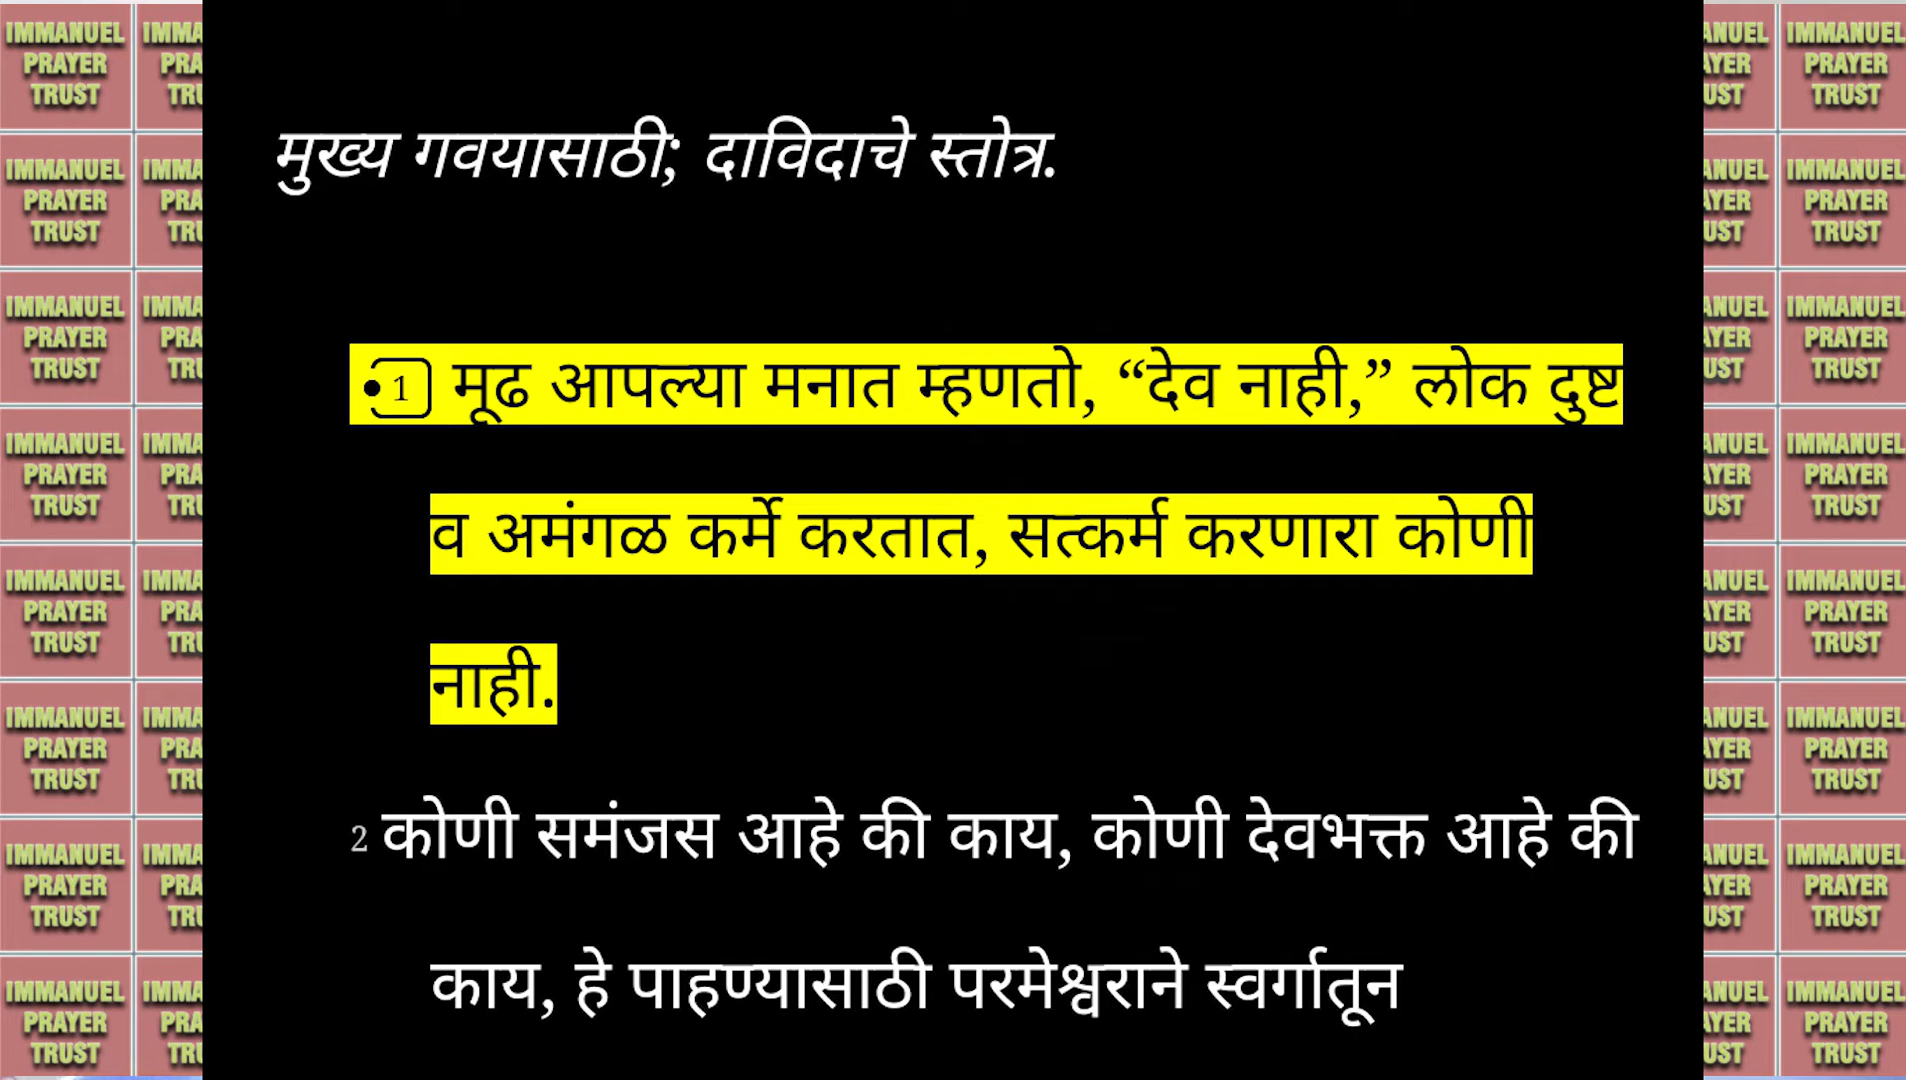 मुख्य गवयासाठी; दाविदाचे स्तोत्र.
1 मूढ आपल्या मनात म्हणतो, “देव नाही,” लोक दुष्ट
व अमंगळ कर्मे करतात, सत्कर्म करणारा कोणी
नाही.
2 कोणी समंजस आहे की काय, कोणी देवभक्त आहे की
काय, हे पाहण्यासाठी परमेश्वराने स्वर्गातून
IMMANUEL
PRAYER
TRUST